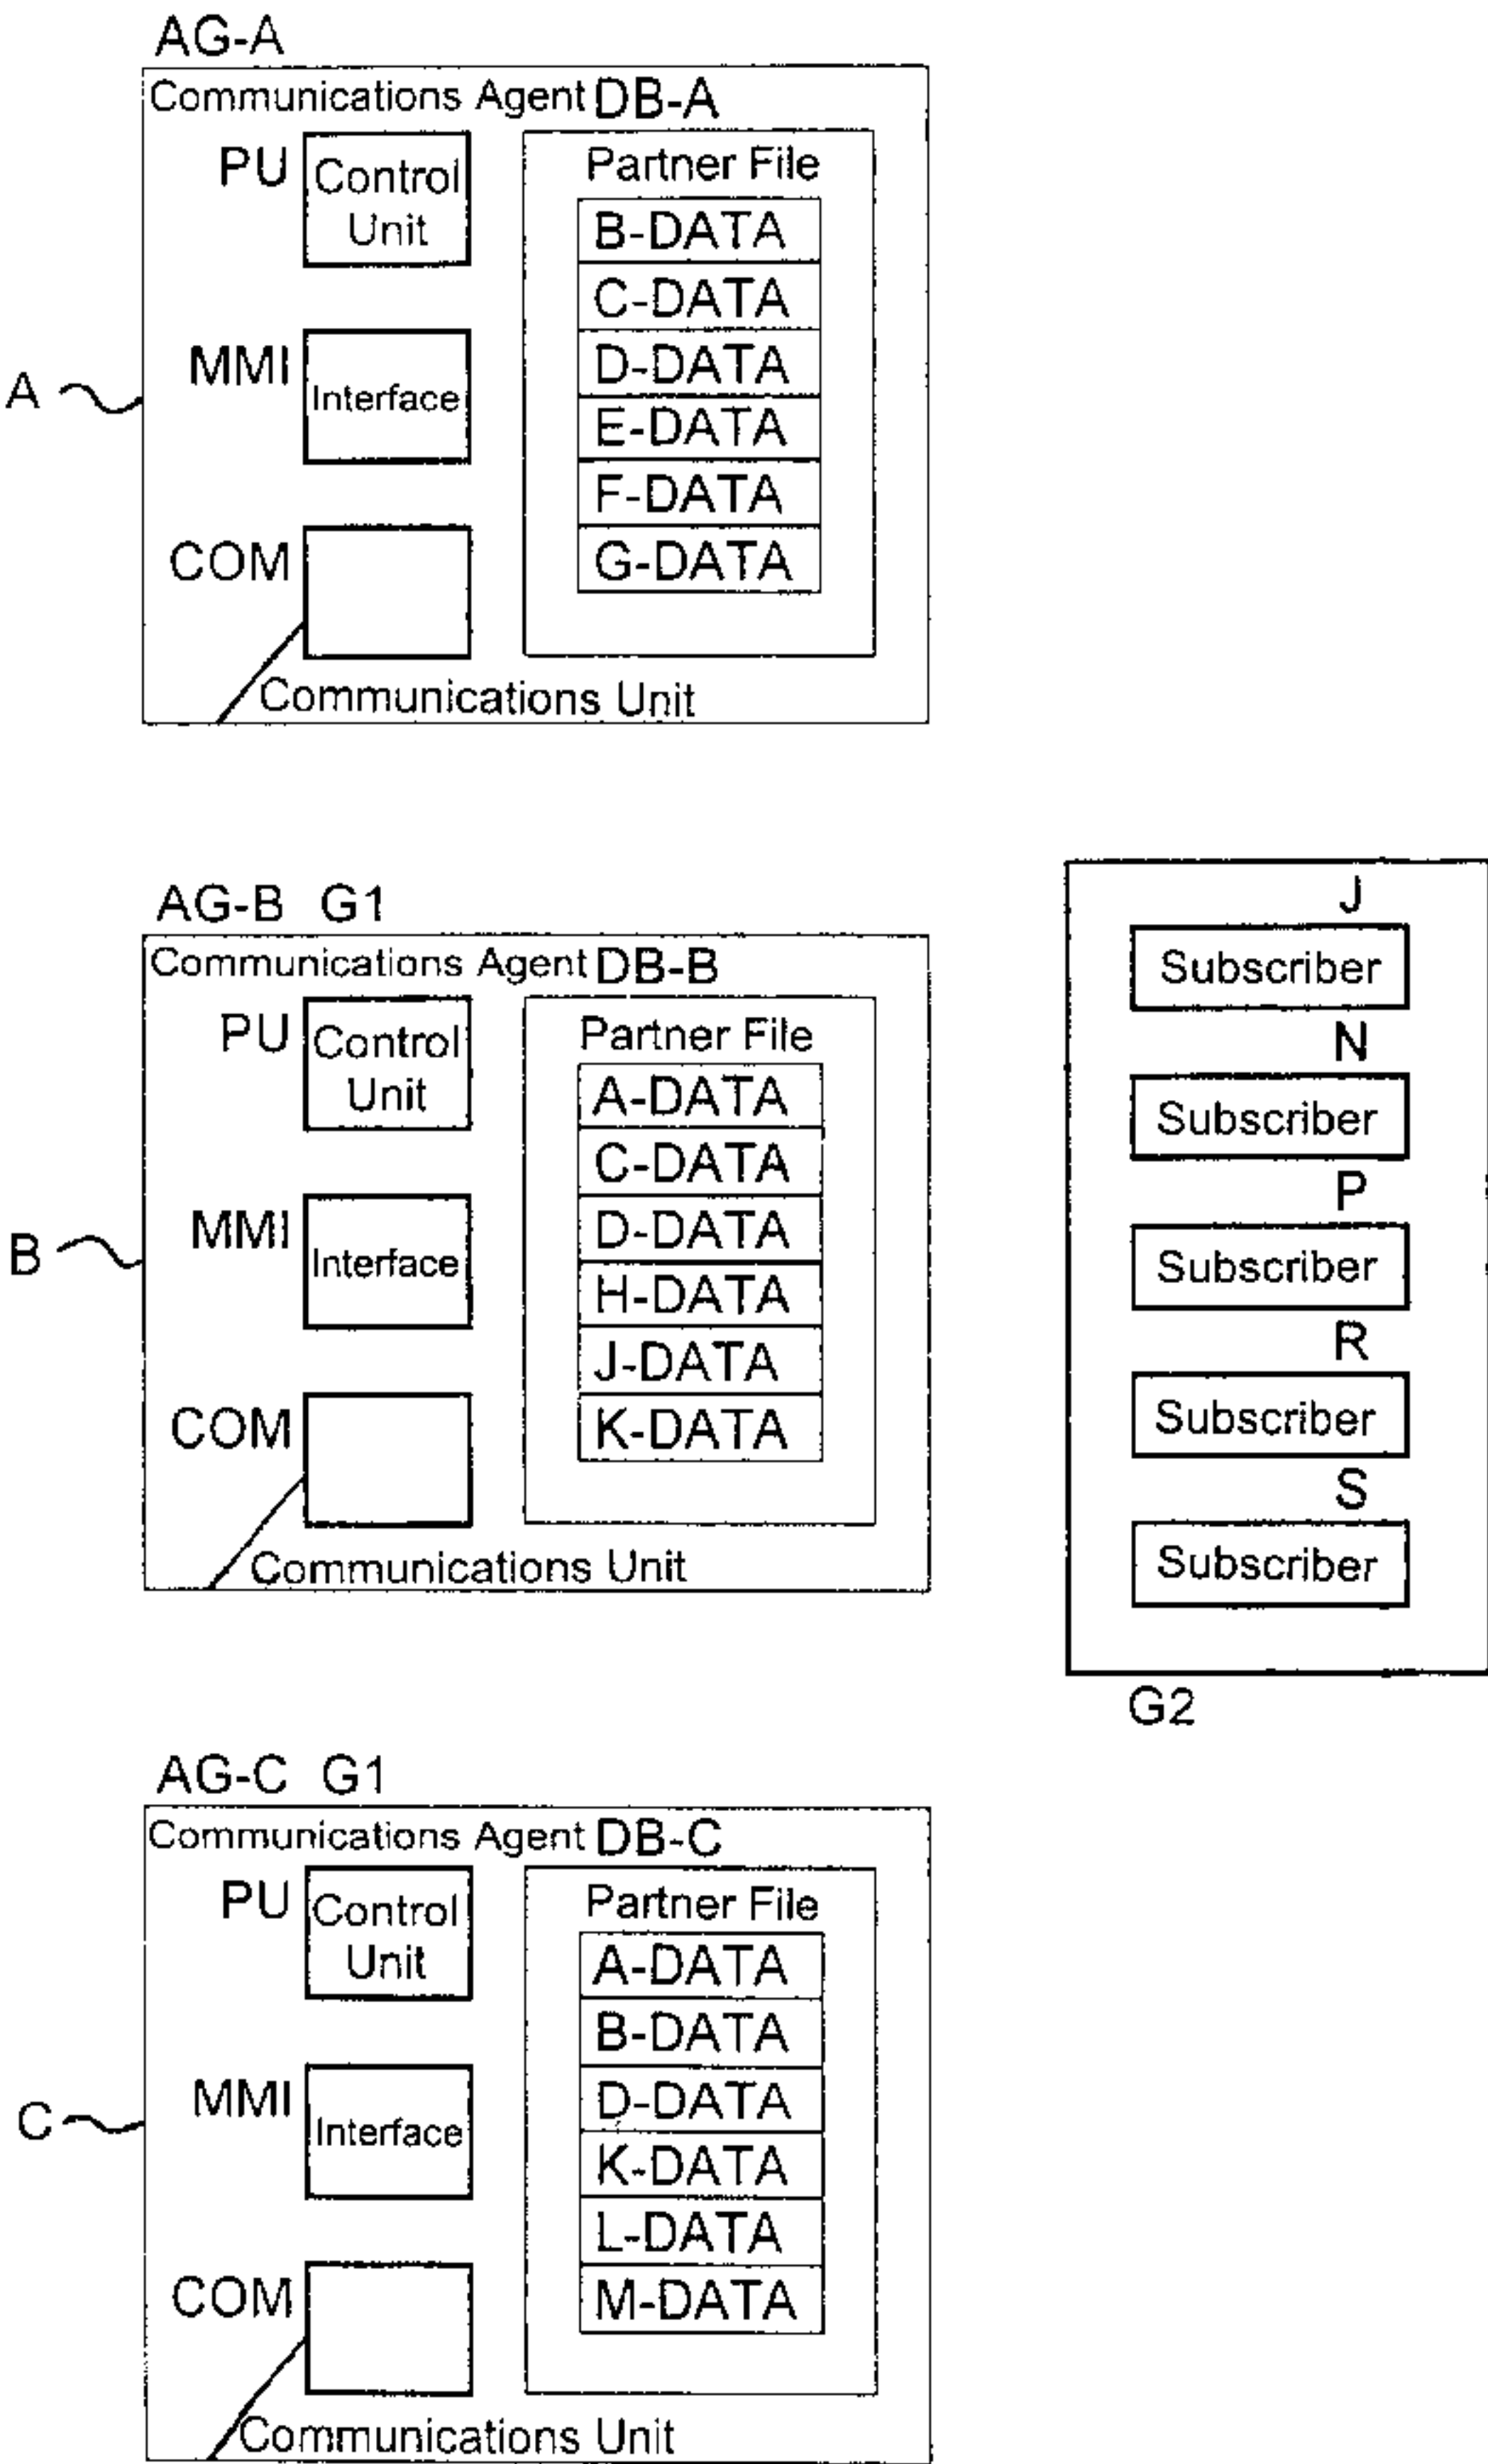 AG-A
Communications Agent DB-A
PU
Control
Unit
Partner File
B-DATA
C-DATA
D-DATA
E-DATA
F-DATA
G-DATA
MMI
Interface
A
COM
Communications Unit
AG-B G1
Communications Agent DB-B
PU
Control
Unit
Partner File
A-DATA
C-DATA
D-DATA
H-DATA
J-DATA
K-DATA
MMI
Interface
B
COM
Communications Unit
J
Subscriber
N
Subscriber
P
Subscriber
R
Subscriber
S
Subscriber
G2
AG-C G1
Communications Agent DB-C
PU
Control
Unit
Partner File
A-DATA
B-DATA
D-DATA
K-DATA
L-DATA
M-DATA
MMI
Interface
C
COM
Communications Unit